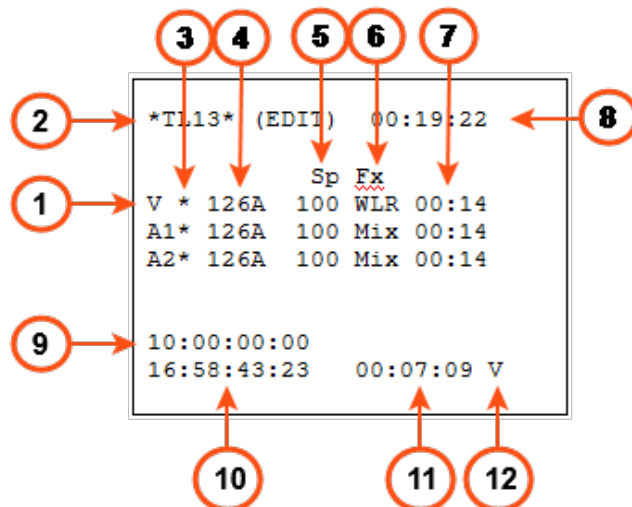 3 4 5 6 7
2 *TL13* (EDIT) 00:19:22 8
Sp Fx
1 V * 126A 100 WLR 00:14
A1* 126A 100 Mix 00:14
A2* 126A 100 Mix 00:14
9 10:00:00:00
16:58:43:23 00:07:09 V
10 11 12